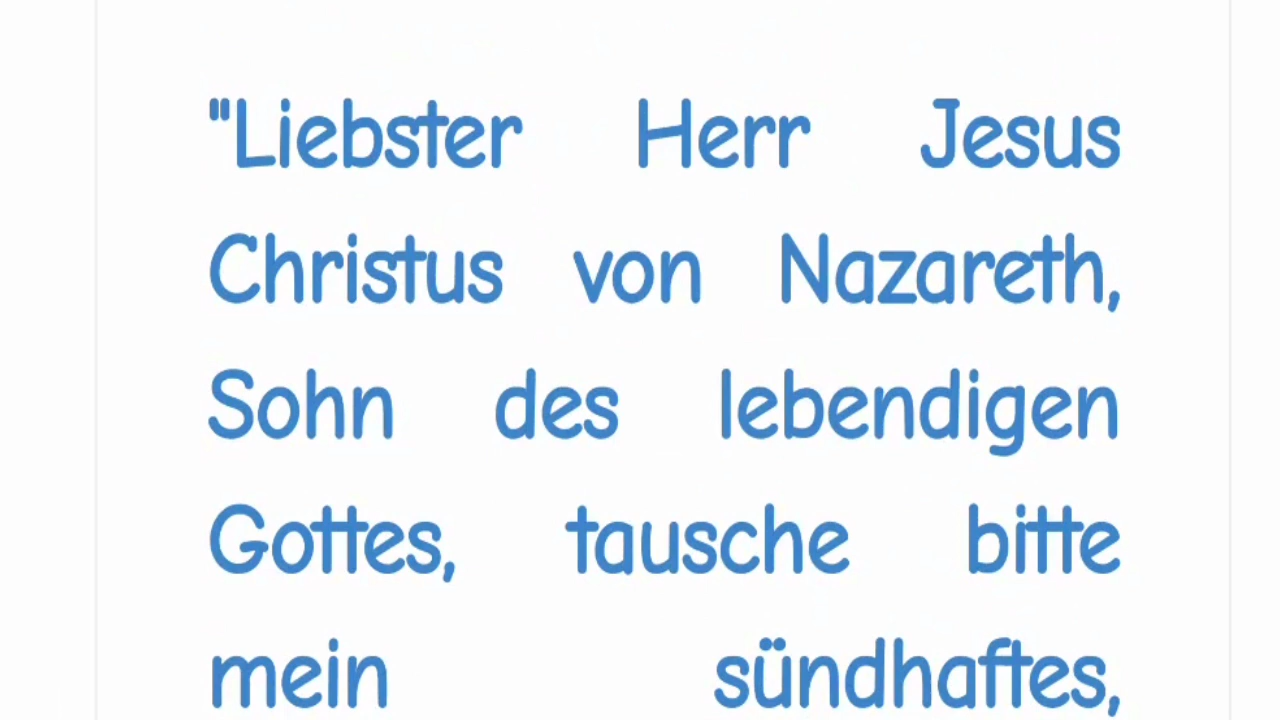 "Liebster Herr Jesus
Christus von Nazareth,
Sohn des lebendigen
Gottes, tausche bitte
mein sündhaftes,